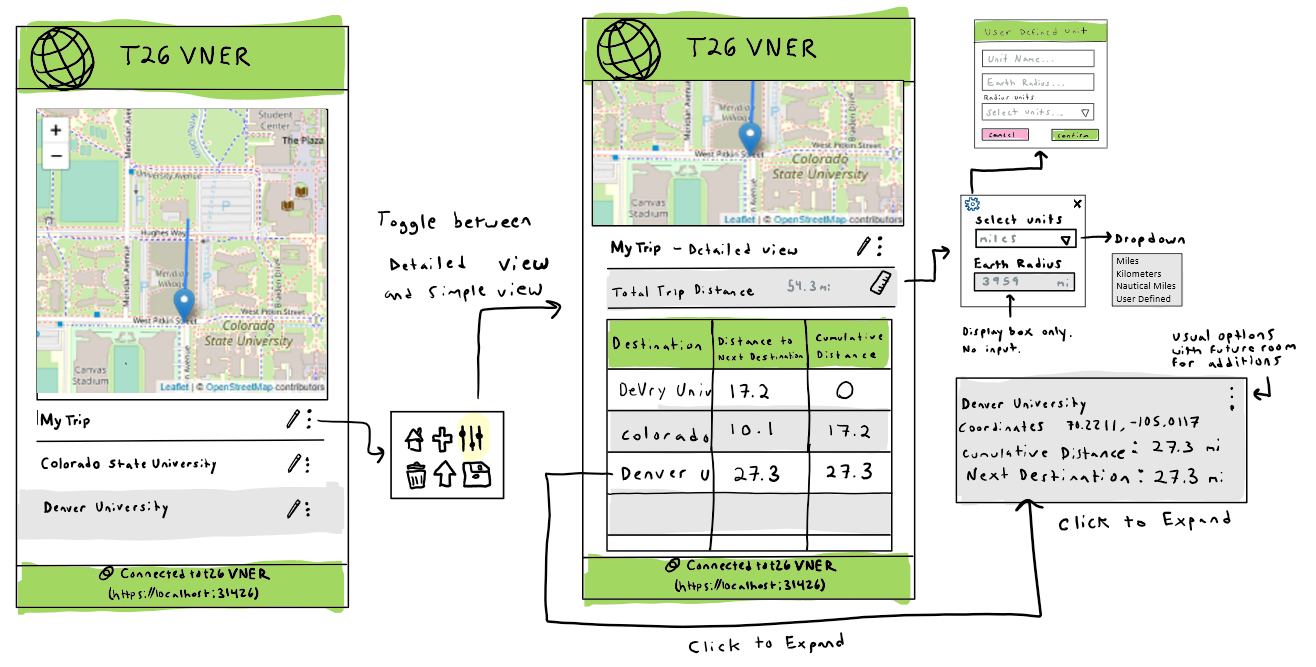 T26 VNER
+
−
Student
Center
The Plaza
Meridian Avenue
University Avenue
P
P
Hughes Way
Meridian
Village
West Pitkin Street
Colorado
State University
Canvas
Stadium
Leaflet | © OpenStreetMap contributors
My Trip
Colorado State University
Denver University
Connected to t26 VNER
(https://localhost:31426)
Toggle between
Detailed view
and simple view
T26 VNER
Meridian
Village
Braiden Drive
West Pitkin Street
Colorado
State University
Canvas
Stadium
Leaflet | © OpenStreetMap contributors
My Trip - Detailed view
Total Trip Distance 54.3 mi
Destination
Distance to
Next Destination
Cumulative
Distance
DeVry Univ 17.2 0
Colorado 10.1 17.2
Denver U 27.3 27.3
Connected to t26 VNER
(https://localhost:31426)
Click to Expand
User Defined Unit
Unit Name...
Earth Radius...
Radius units
Select units...
Cancel
Confirm
x
Select units
miles
Earth Radius
3959 mi
Dropdown
Miles
Kilometers
Nautical Miles
User Defined
Display box only.
No input.
usual options
with future room
for additions
Denver University
Coordinates 70.2211, -105.0117
Cumulative Distance: 27.3 mi
Next Destination: 27.3 mi
Click to Expand